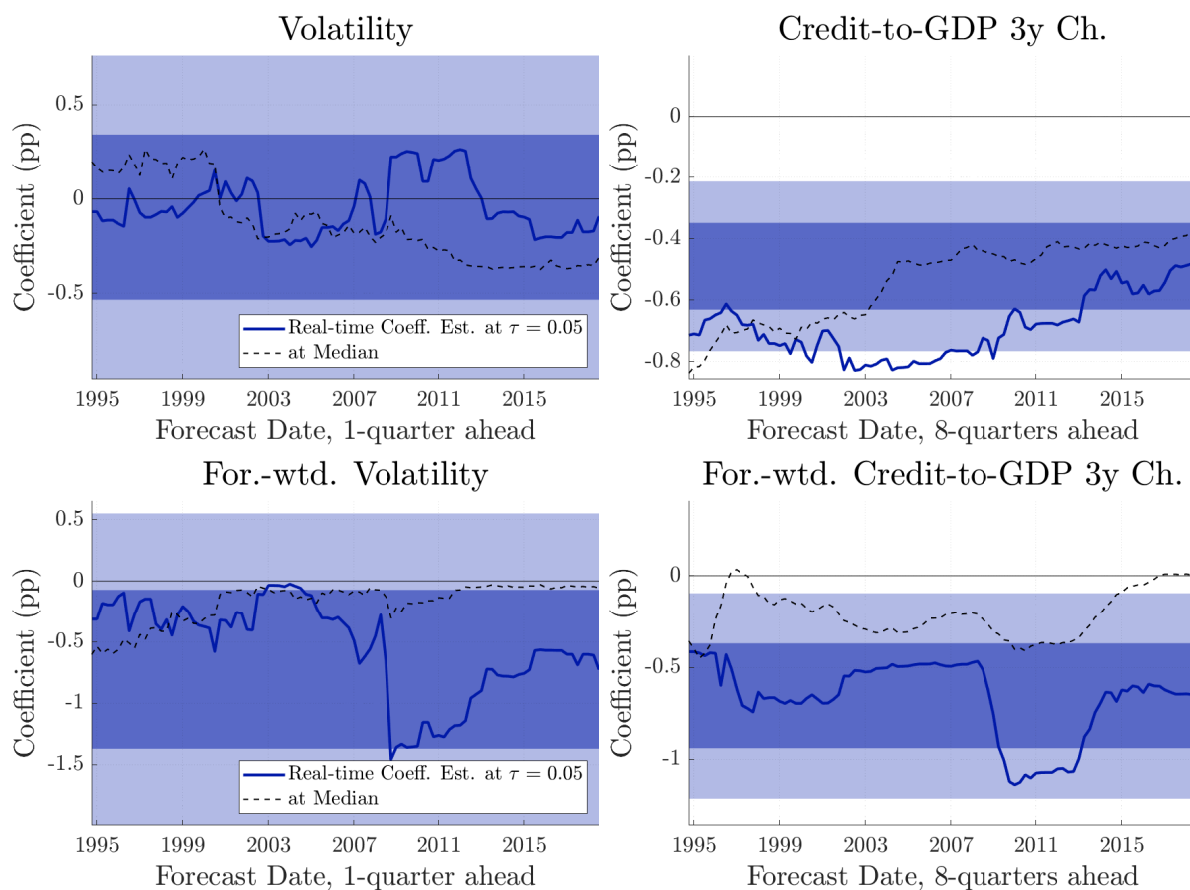 Volatility
Coefficient (pp)
0.5
0
-0.5
Real-time Coeff. Est. at τ = 0.05
at Median
1995 1999 2003 2007 2011 2015
Forecast Date, 1-quarter ahead
Credit-to-GDP 3y Ch.
Coefficient (pp)
0
-0.2
-0.4
-0.6
-0.8
1995 1999 2003 2007 2011 2015
Forecast Date, 8-quarters ahead
For.-wtd. Volatility
Coefficient (pp)
0.5
0
-0.5
-1
-1.5
Real-time Coeff. Est. at τ = 0.05
at Median
1995 1999 2003 2007 2011 2015
Forecast Date, 1-quarter ahead
For.-wtd. Credit-to-GDP 3y Ch.
Coefficient (pp)
0
-0.5
-1
1995 1999 2003 2007 2011 2015
Forecast Date, 8-quarters ahead